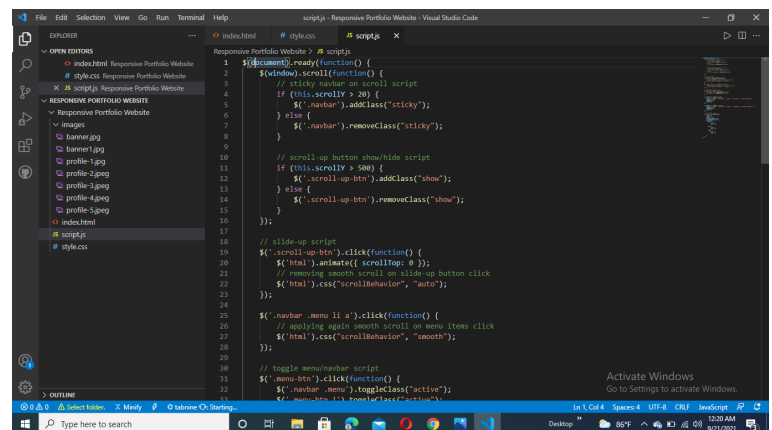 File Edit Selection View Go Run Terminal Help
script.js - Responsive Portfolio Website - Visual Studio Code
EXPLORER
OPEN EDITORS
index.html Responsive Portfolio Website
# style.css Responsive Portfolio Website
JS script.js Responsive Portfolio Website
RESPONSIVE PORTFOLIO WEBSITE
Responsive Portfolio Website
images
banner.jpg
banner1.jpg
profile-1.jpg
profile-2.jpeg
profile-3.jpeg
profile-4.jpeg
profile-5.jpeg
<> index.html
JS script.js
# style.css
OUTLINE
<> index.html # style.css JS script.js X
Responsive Portfolio Website > JS script.js
1 $(document).ready(function() {
2 $(window).scroll(function() {
3 // sticky navbar on scroll script
4 if (this.scrollY > 20) {
5 $('.navbar').addClass("sticky");
6 } else {
7 $('.navbar').removeClass("sticky");
8 }
9
10 // scroll-up button show/hide script
11 if (this.scrollY > 500) {
12 $('.scroll-up-btn').addClass("show");
13 } else {
14 $('.scroll-up-btn').removeClass("show");
15 }
16 });
17
18 // slide-up script
19 $('.scroll-up-btn').click(function() {
20 $('html').animate({ scrollTop: 0 });
21 // removing smooth scroll on slide-up button click
22 $('html').css("scrollBehavior", "auto");
23 });
24
25 $('.navbar .menu li a').click(function() {
26 // applying again smooth scroll on menu items click
27 $('html').css("scrollBehavior", "smooth");
28 });
29
30 // toggle menu/navbar script
31 $('.menu-btn').click(function() {
32 $('.navbar .menu').toggleClass("active");
33 $('.menu-btn i').toggleClass("active");
Activate Windows
Go to Settings to activate Windows.
0 0 Select folder. X Minify tabnine Starting...
Ln 1, Col 4 Spaces: 4 UTF-8 CRLF JavaScript
Type here to search
Desktop » 86°F 12:20 AM
9/21/2021